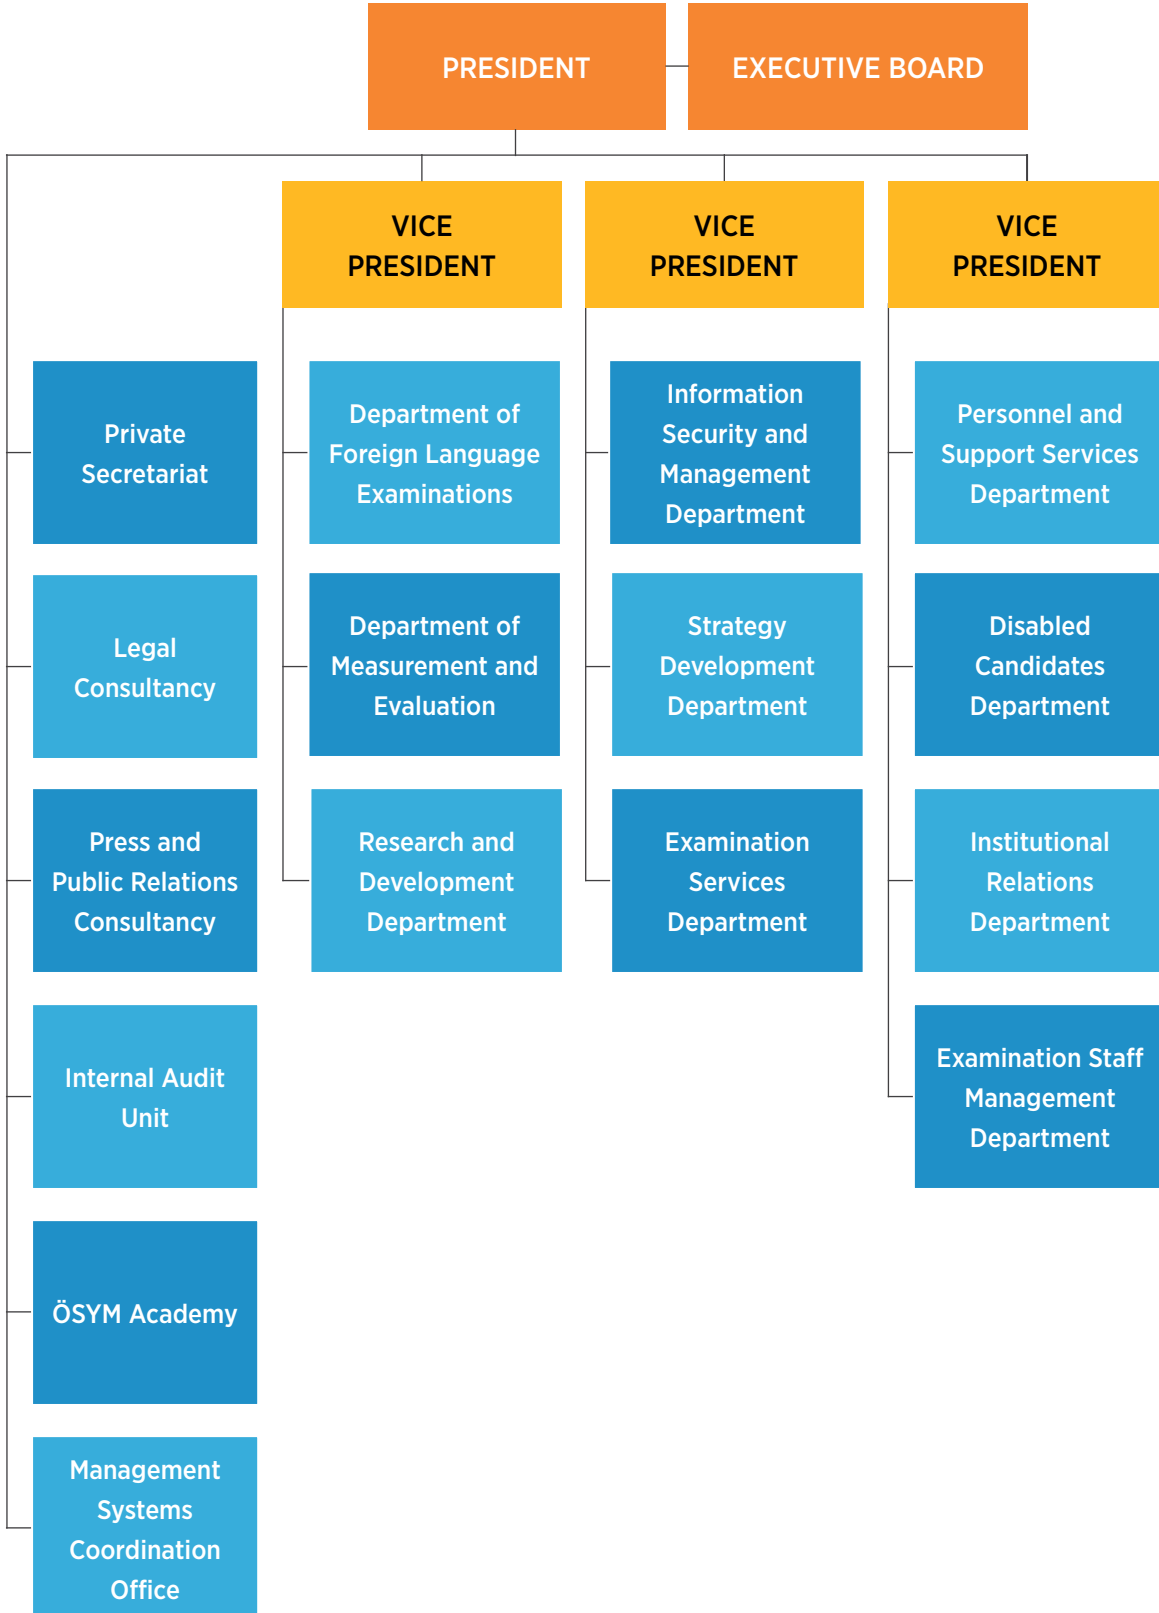 PRESIDENT
EXECUTIVE BOARD
VICE
PRESIDENT
VICE
PRESIDENT
VICE
PRESIDENT
Private
Secretariat
Legal
Consultancy
Press and
Public Relations
Consultancy
Internal Audit
Unit
ÖSYM Academy
Management
Systems
Coordination
Office
Department of
Foreign Language
Examinations
Department of
Measurement and
Evaluation
Research and
Development
Department
Information
Security and
Management
Department
Strategy
Development
Department
Examination
Services
Department
Personnel and
Support Services
Department
Disabled
Candidates
Department
Institutional
Relations
Department
Examination Staff
Management
Department